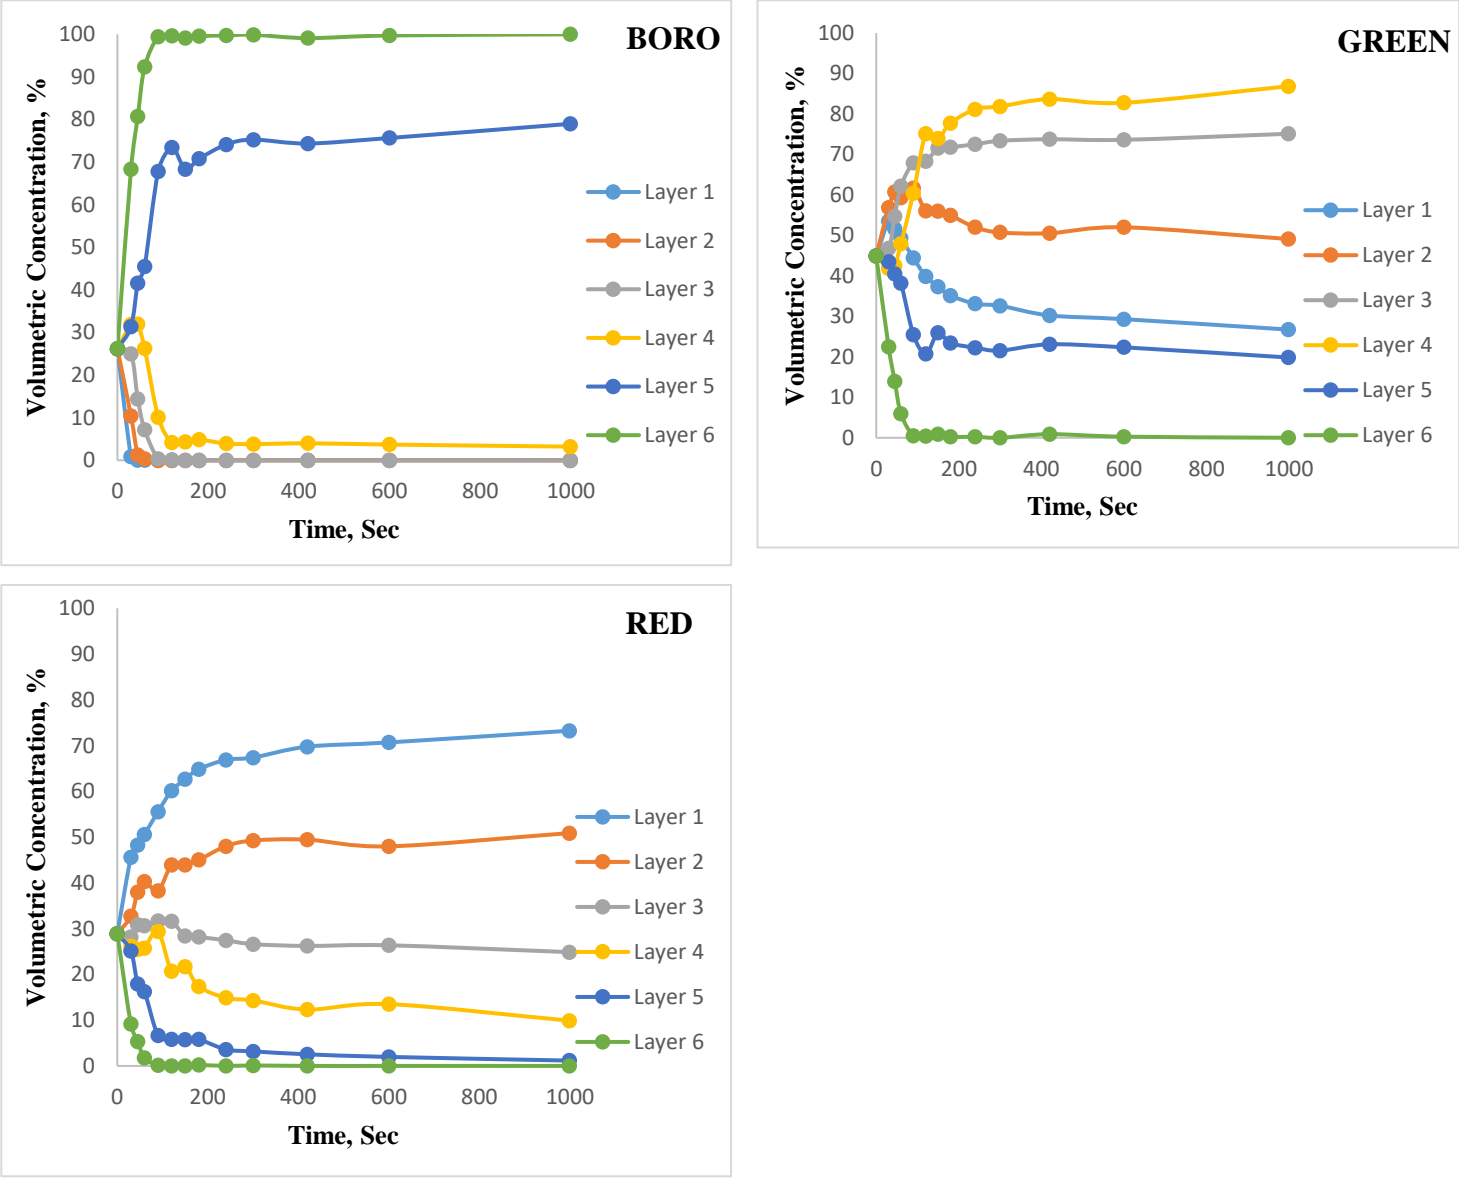 BORO
Volumetric Concentration, %
100
90
80
70
60
50
40
30
20
10
0
0 200 400 600 800 1000
Time, Sec
Layer 1
Layer 2
Layer 3
Layer 4
Layer 5
Layer 6
GREEN
Volumetric Concentration, %
100
90
80
70
60
50
40
30
20
10
0
0 200 400 600 800 1000
Time, Sec
Layer 1
Layer 2
Layer 3
Layer 4
Layer 5
Layer 6
RED
Volumetric Concentration, %
100
90
80
70
60
50
40
30
20
10
0
0 200 400 600 800 1000
Time, Sec
Layer 1
Layer 2
Layer 3
Layer 4
Layer 5
Layer 6